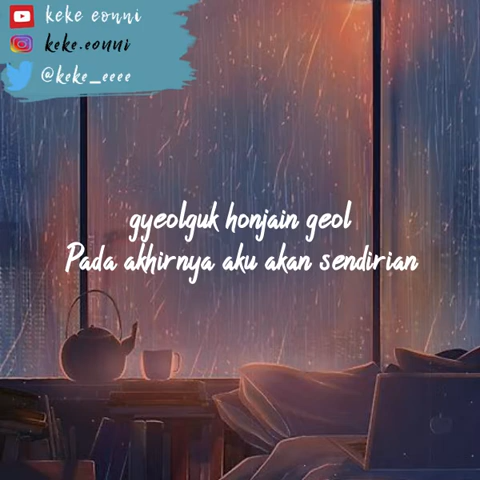 keke eonni
keke.eonni
@keke_eeee
gyeolguk honjain geol
Pada akhirnya aku akan sendirian